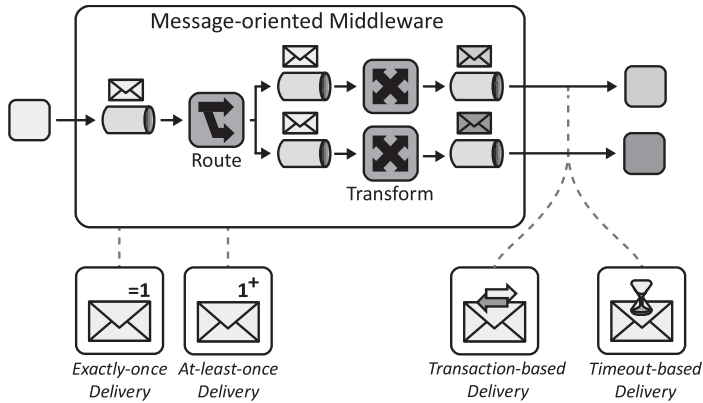 Message-oriented Middleware
Route
Transform
=1
1+
Exactly-once
Delivery
At-least-once
Delivery
Transaction-based
Delivery
Timeout-based
Delivery